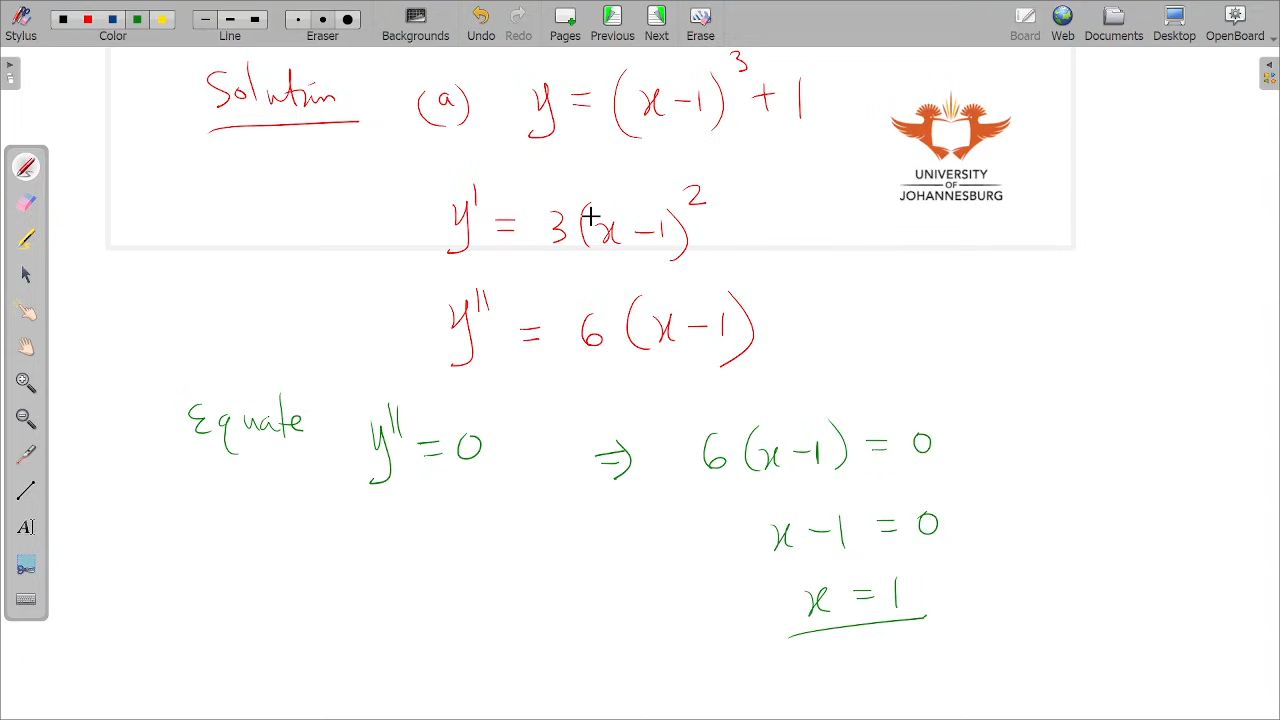 Stylus Color Line Eraser Backgrounds Undo Redo Pages Previous Next Erase Board Web Documents Desktop OpenBoard
Solution (a) y = (x-1)³ + 1
UNIVERSITY
OF
JOHANNESBURG
y' = 3(x-1)²
y'' = 6(x-1)
Equate y'' = 0 ⇒ 6(x-1) = 0
x-1 = 0
x = 1